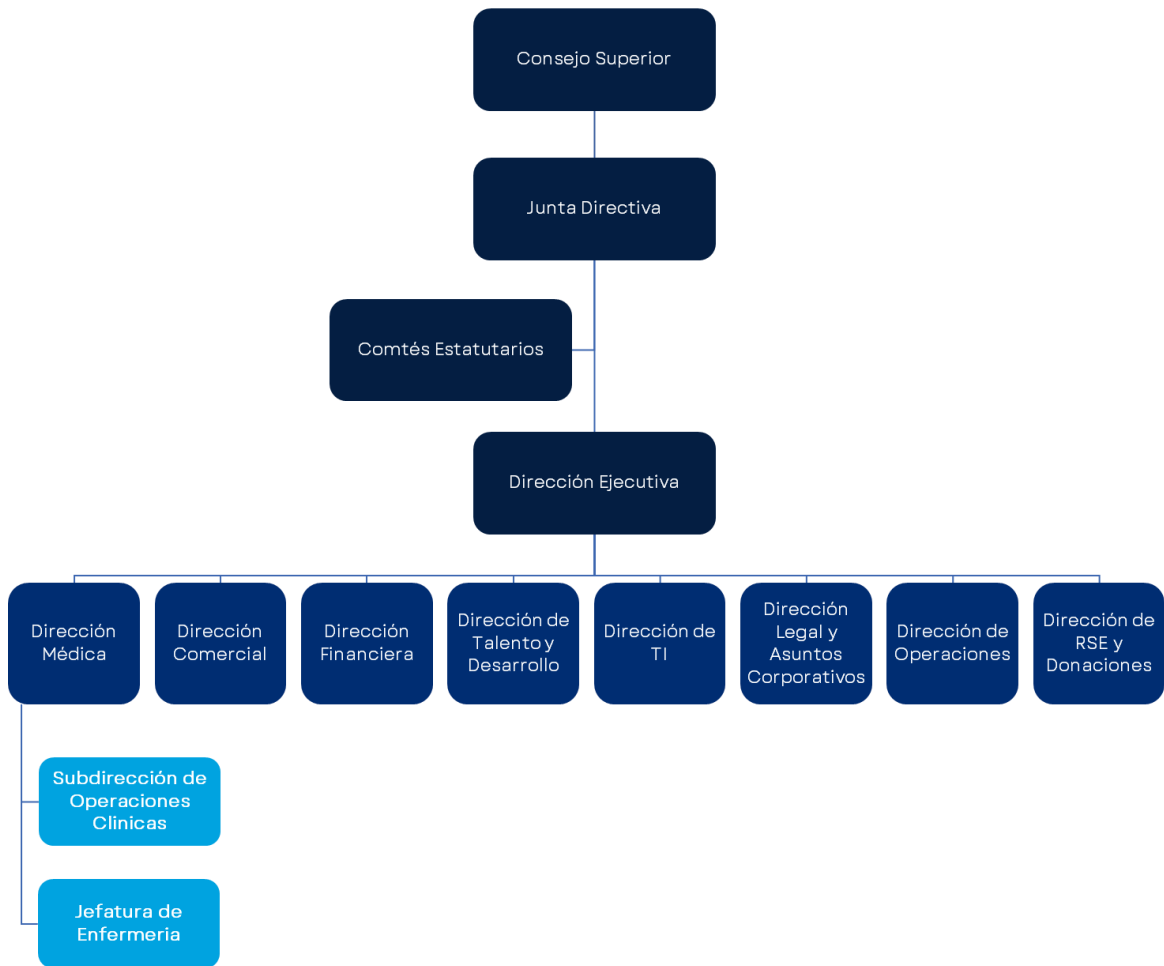 Consejo Superior
Junta Directiva
Comtés Estatutarios
Dirección Ejecutiva
Dirección
Médica
Dirección
Comercial
Dirección
Financiera
Dirección de
Talento y
Desarrollo
Dirección de
TI
Dirección
Legal y
Asuntos
Corporativos
Dirección de
Operaciones
Dirección de
RSE y
Donaciones
Subdirección de
Operaciones
Clinicas
Jefatura de
Enfermeria